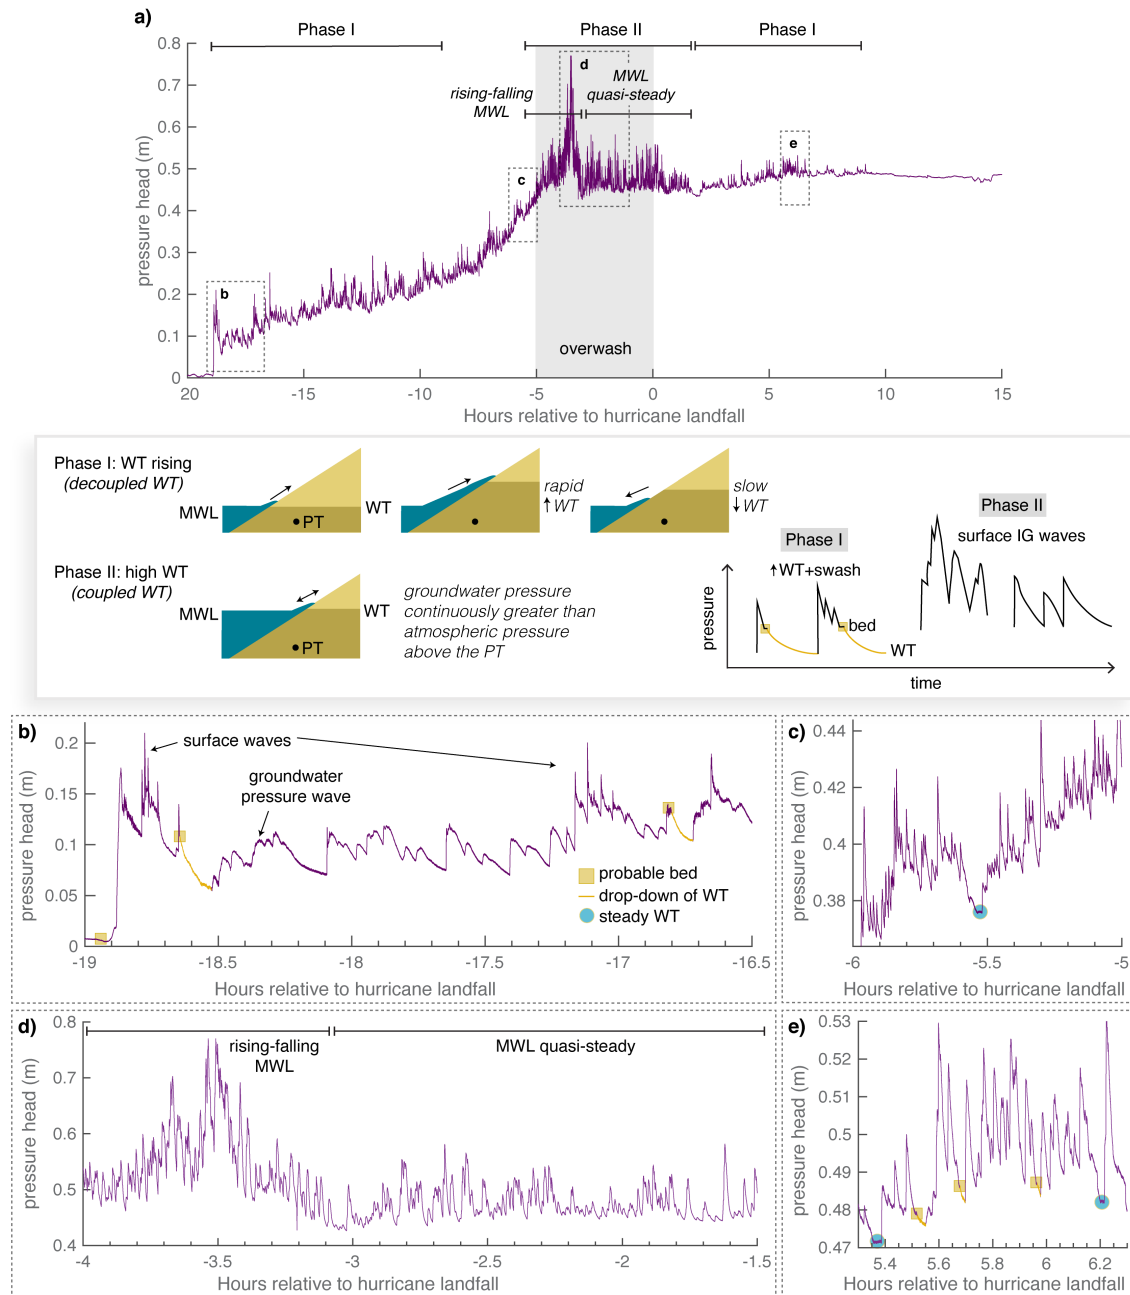 a)
Phase I
Phase II
Phase I
0.8
0.7
0.6
0.5
0.4
0.3
0.2
0.1
0
pressure head (m)
d
MWL
quasi-steady
rising-falling
MWL
c
e
b
overwash
20
-15
-10
-5
0
5
10
15
Hours relative to hurricane landfall
Phase I: WT rising
(decoupled WT)
MWL
PT
WT
rapid
↑WT
slow
↓WT
Phase II: high WT
(coupled WT)
MWL
PT
WT
groundwater pressure
continuously greater than
atmospheric pressure
above the PT
Phase I
↑WT+swash
Phase II
surface IG waves
pressure
bed
WT
time
b)
0.2
0.15
0.1
0.05
0
pressure head (m)
surface waves
groundwater
pressure wave
probable bed
drop-down of WT
steady WT
-19
-18.5
-18
-17.5
-17
-16.5
Hours relative to hurricane landfall
c)
0.44
0.42
0.4
0.38
pressure head (m)
-6
-5.5
-5
Hours relative to hurricane landfall
d)
0.8
0.7
0.6
0.5
0.4
pressure head (m)
rising-falling
MWL
MWL quasi-steady
-4
-3.5
-3
-2.5
-2
-1.5
Hours relative to hurricane landfall
e)
0.53
0.52
0.51
0.5
0.49
0.48
0.47
pressure head (m)
5.4
5.6
5.8
6
6.2
Hours relative to hurricane landfall